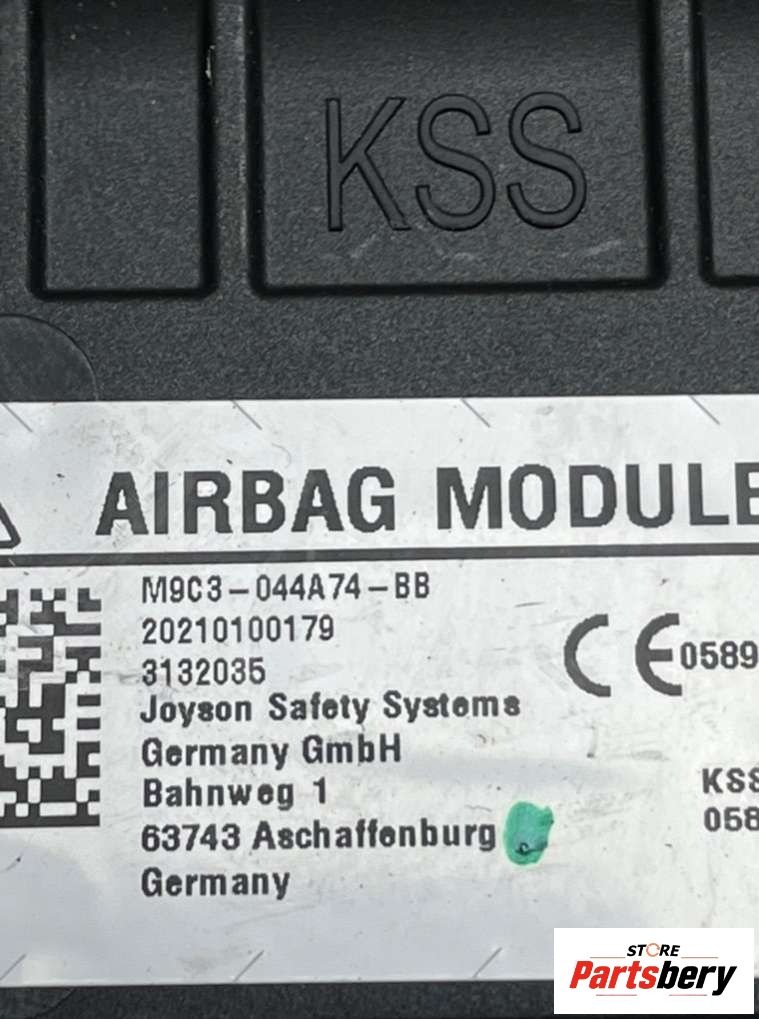 KSS
AIRBAG MODULE
M9C3-044A74-BB
20210100179
3132035
Joyson Safety Systems
Germany GmbH
Bahnweg 1
63743 Aschaffenburg
Germany
CE 0589
KSS
058
STORE
Partsbery